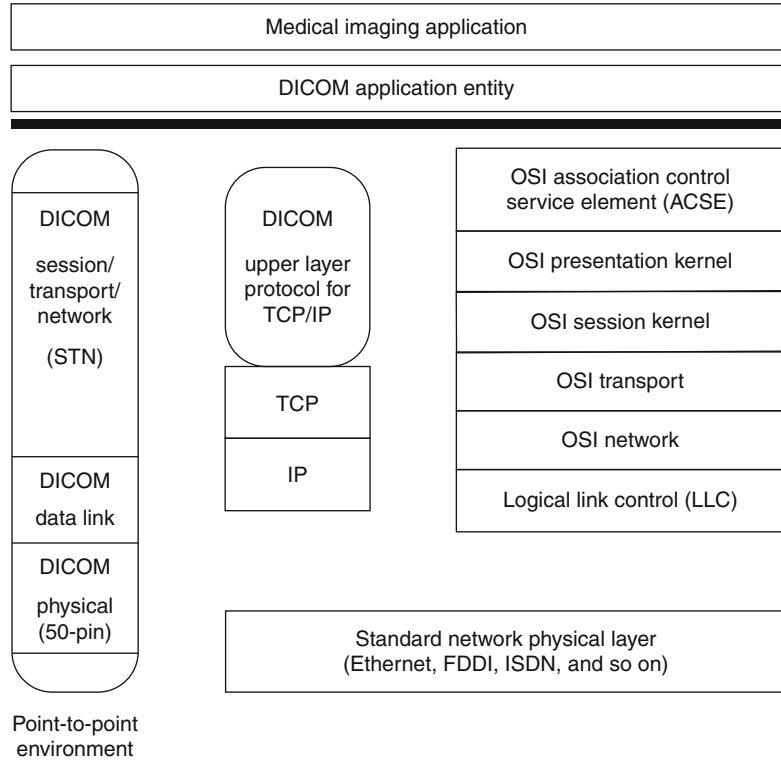 Medical imaging application
DICOM application entity
DICOM
session/
transport/
network
(STN)
DICOM
data link
DICOM
physical
(50-pin)
Point-to-point
environment
DICOM
upper layer
protocol for
TCP/IP
TCP
IP
OSI association control
service element (ACSE)
OSI presentation kernel
OSI session kernel
OSI transport
OSI network
Logical link control (LLC)
Standard network physical layer
(Ethernet, FDDI, ISDN, and so on)